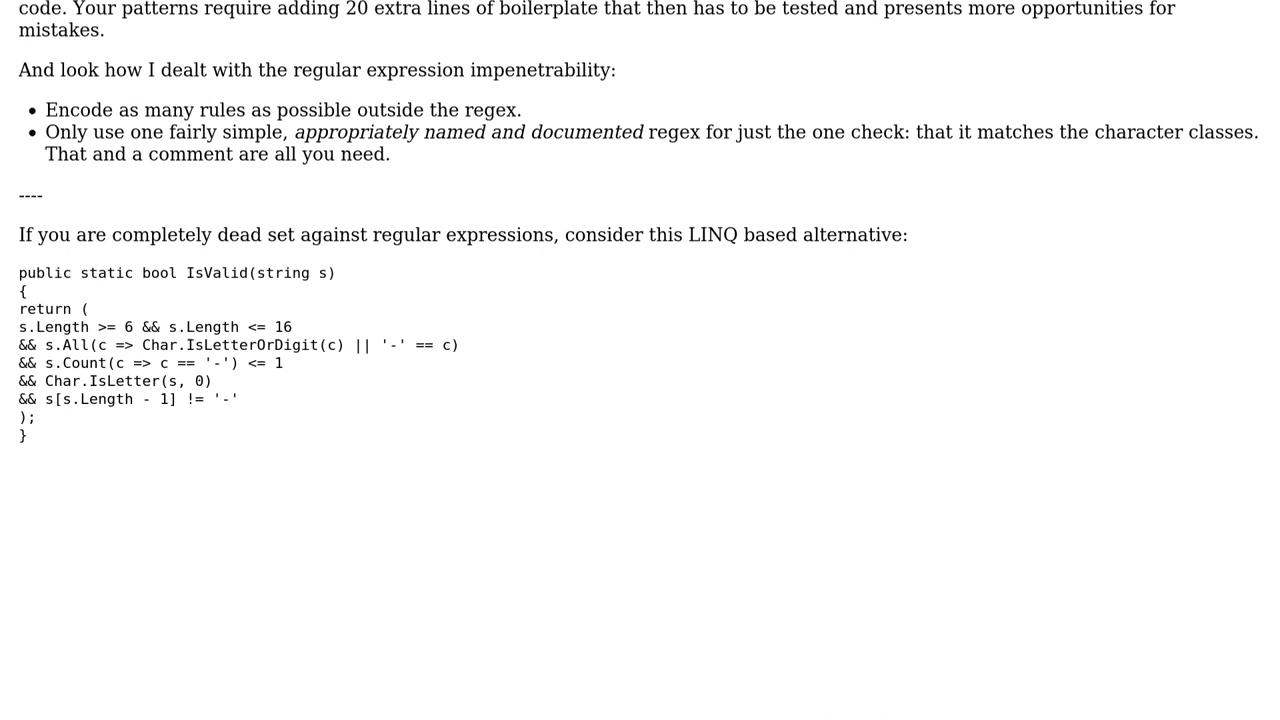 code. Your patterns require adding 20 extra lines of boilerplate that then has to be tested and presents more opportunities for
mistakes.
And look how I dealt with the regular expression impenetrability:
• Encode as many rules as possible outside the regex.
• Only use one fairly simple, appropriately named and documented regex for just the one check: that it matches the character classes.
That and a comment are all you need.
----
If you are completely dead set against regular expressions, consider this LINQ based alternative:
public static bool IsValid(string s)
{
return (
s.Length >= 6 && s.Length <= 16
&& s.All(c => Char.IsLetterOrDigit(c) || '-' == c)
&& s.Count(c => c == '-') <= 1
&& Char.IsLetter(s, 0)
&& s[s.Length - 1] != '-'
);
}